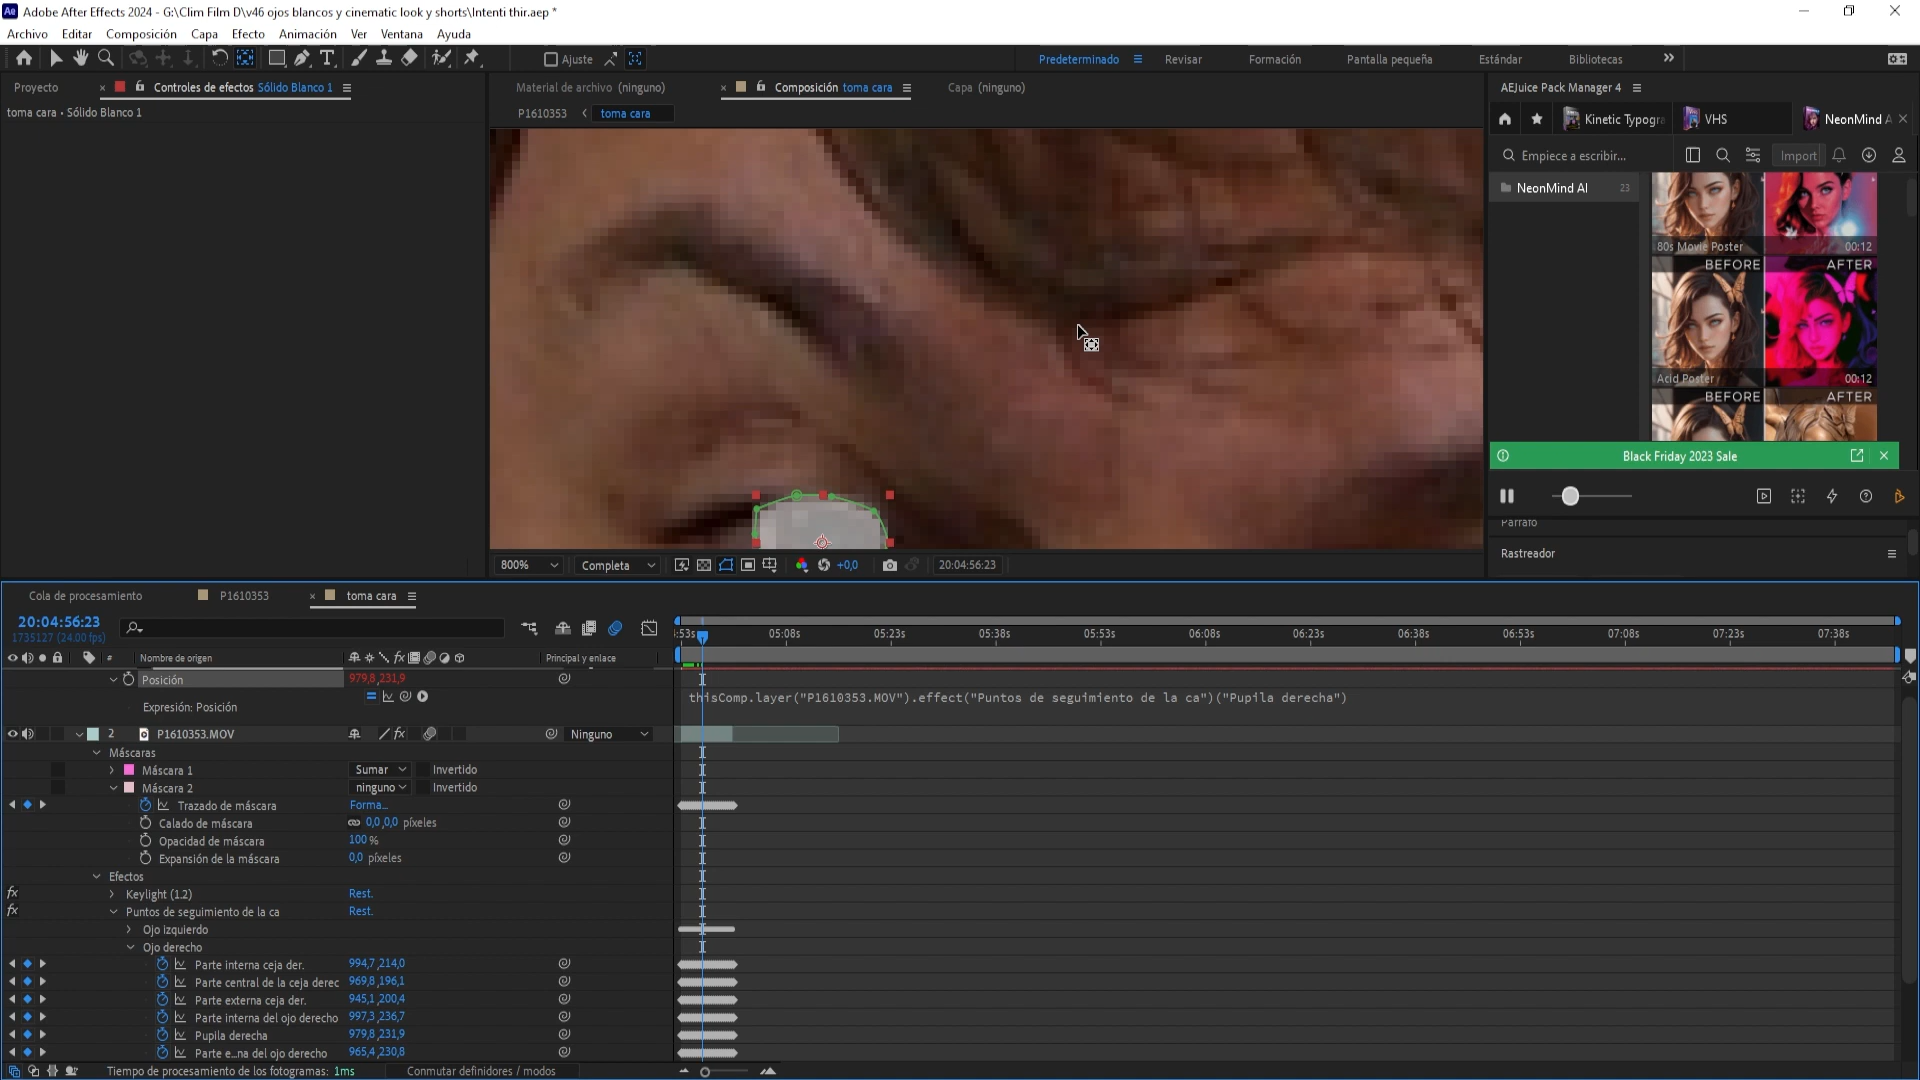 Ae Adobe After Effects 2024 - G:\Clim Film D\v46 ojos blancos y cinematic look y shorts\Intenti thir.aep *
Archivo Editar Composición Capa Efecto Animación Ver Ventana Ayuda
Ajuste Predeterminado Revisar Formación Pantalla pequeña Estándar Bibliotecas
Proyecto Controles de efectos Sólido Blanco 1
toma cara • Sólido Blanco 1
Material de archivo (ninguno) Composición toma cara Capa (ninguno)
P1610353 toma cara
AEJuice Pack Manager 4
Kinetic Typogra VHS NeonMind A
Empiece a escribir... Import
NeonMind AI 23
80s Movie Poster 00:12
BEFORE AFTER
Acid Poster 00:12
BEFORE AFTER
Black Friday 2023 Sale
Párrafo
Rastreador
800% Completa +0,0 20:04:56:23
Cola de procesamiento P1610353 toma cara
20:04:56:23
1735127 (24.00 fps)
:53s 05:08s 05:23s 05:38s 05:53s 06:08s 06:23s 06:38s 06:53s 07:08s 07:23s 07:38s
# Nombre de origen Principal y enlace
Posición 979,8,231,9
Expresión: Posición
thisComp.layer("P1610353.MOV").effect("Puntos de seguimiento de la ca")("Pupila derecha")
2 P1610353.MOV Ninguno
Máscaras
Máscara 1 Sumar Invertido
Máscara 2 ninguno Invertido
Trazado de máscara Forma...
Calado de máscara 0,0,0,0 píxeles
Opacidad de máscara 100 %
Expansión de la máscara 0,0 píxeles
Efectos
fx Keylight (1.2) Rest.
fx Puntos de seguimiento de la ca Rest.
Ojo izquierdo
Ojo derecho
Parte interna ceja der. 994,7,214,0
Parte central de la ceja derec 969,8,196,1
Parte externa ceja der. 945,1,200,4
Parte interna del ojo derecho 997,3,236,7
Pupila derecha 979,8,231,9
Parte e...na del ojo derecho 965,4,230,8
Tiempo de procesamiento de los fotogramas: 1ms Conmutar definidores / modos